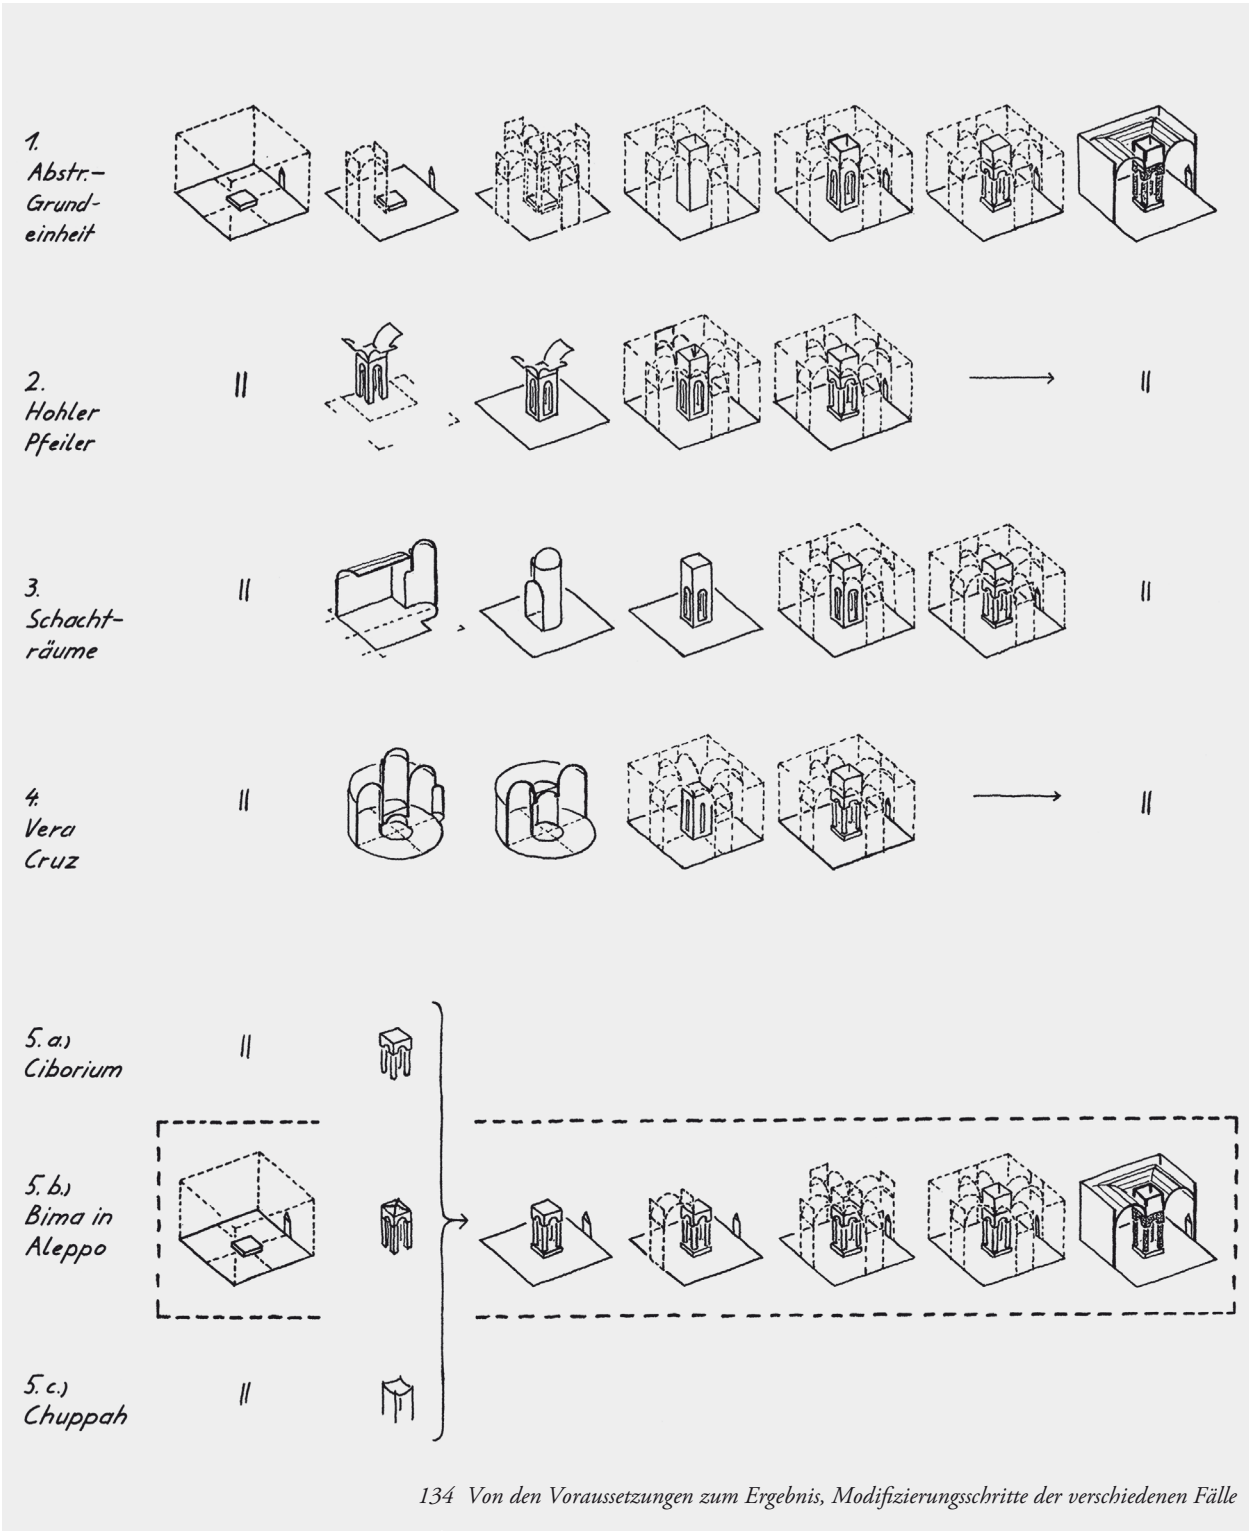 1.
Abstr.-
Grund-
einheit
2.
Hohler
Pfeiler
3.
Schacht-
räume
4.
Vera
Cruz
5.a.)
Ciborium
5.b.)
Bima in
Aleppo
5.c.)
Chuppah
134 Von den Voraussetzungen zum Ergebnis, Modifizierungsschritte der verschiedenen Fälle